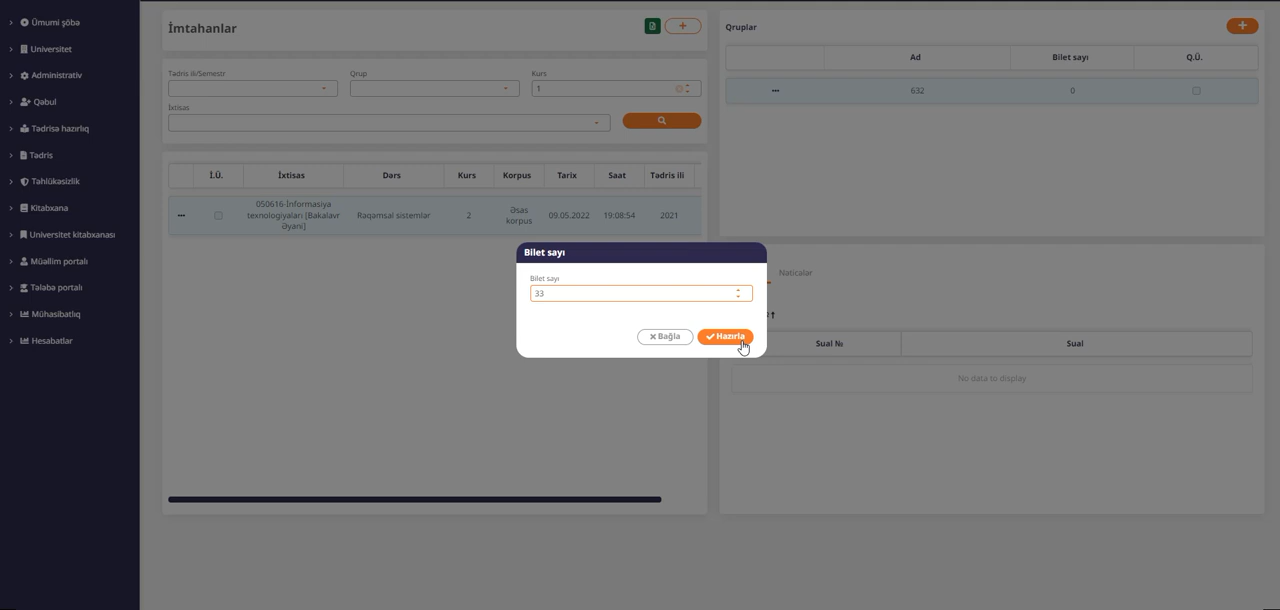 Ümumi şöbə
Universitet
Administrativ
Qəbul
Tədrisə hazırlıq
Tədris
Təhlükəsizlik
Kitabxana
Universitet kitabxanası
Müəllim portalı
Tələbə portalı
Mühasibatlıq
Hesabatlar
İmtahanlar
Tədris ili/Semestr
Qrup
Kurs
1
İxtisas
İ.Ü. İxtisas Dərs Kurs Korpus Tarix Saat Tədris ili
050616-İnformasiya
texnologiyaları [Bakalavr
Əyani]
Rəqəmsal sistemlər
2
Əsas
korpus
09.05.2022
19:08:54
2021
Qruplar
Ad Bilet sayı Q.Ü.
632 0
Bilet sayı
Bilet sayı
33
Bağla
Hazırla
Nəticələr
Sual № Sual
No data to display